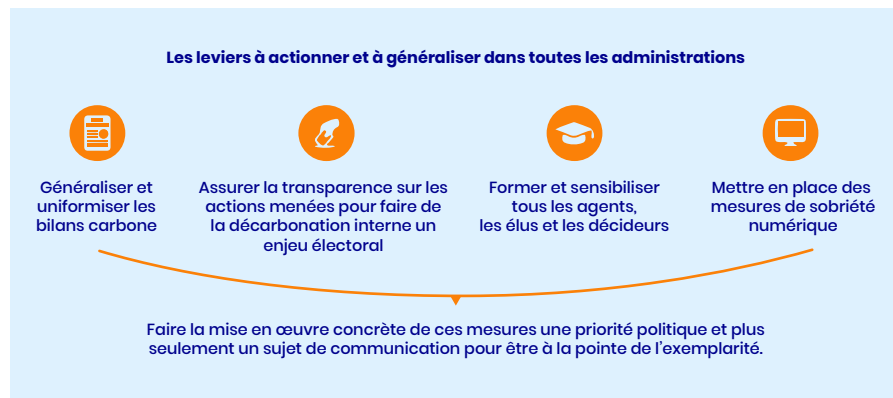 Les leviers à actionner et à généraliser dans toutes les administrations
Généraliser et
uniformiser les
bilans carbone
Assurer la transparence sur les
actions menées pour faire de
la décarbonation interne un
enjeu électoral
Former et sensibiliser
tous les agents,
les élus et les décideurs
Mettre en place des
mesures de sobriété
numérique
Faire la mise en œuvre concrète de ces mesures une priorité politique et plus
seulement un sujet de communication pour être à la pointe de l’exemplarité.